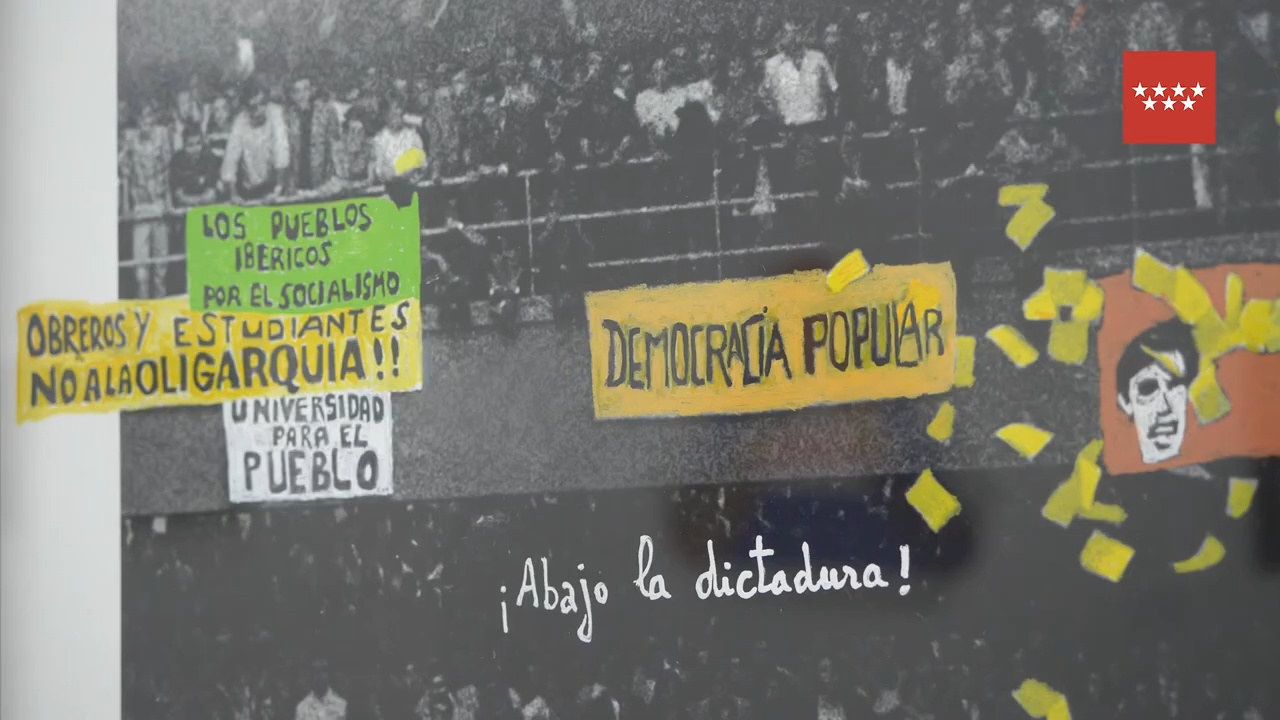 LOS PUEBLOS
IBERICOS
POR EL SOCIALISMO
OBREROS Y ESTUDIANTES
NO A LA OLIGARQUIA!!
UNIVERSIDAD
PARA EL
PUEBLO
DEMOCRACÍA POPULAR
¡Abajo la dictadura!